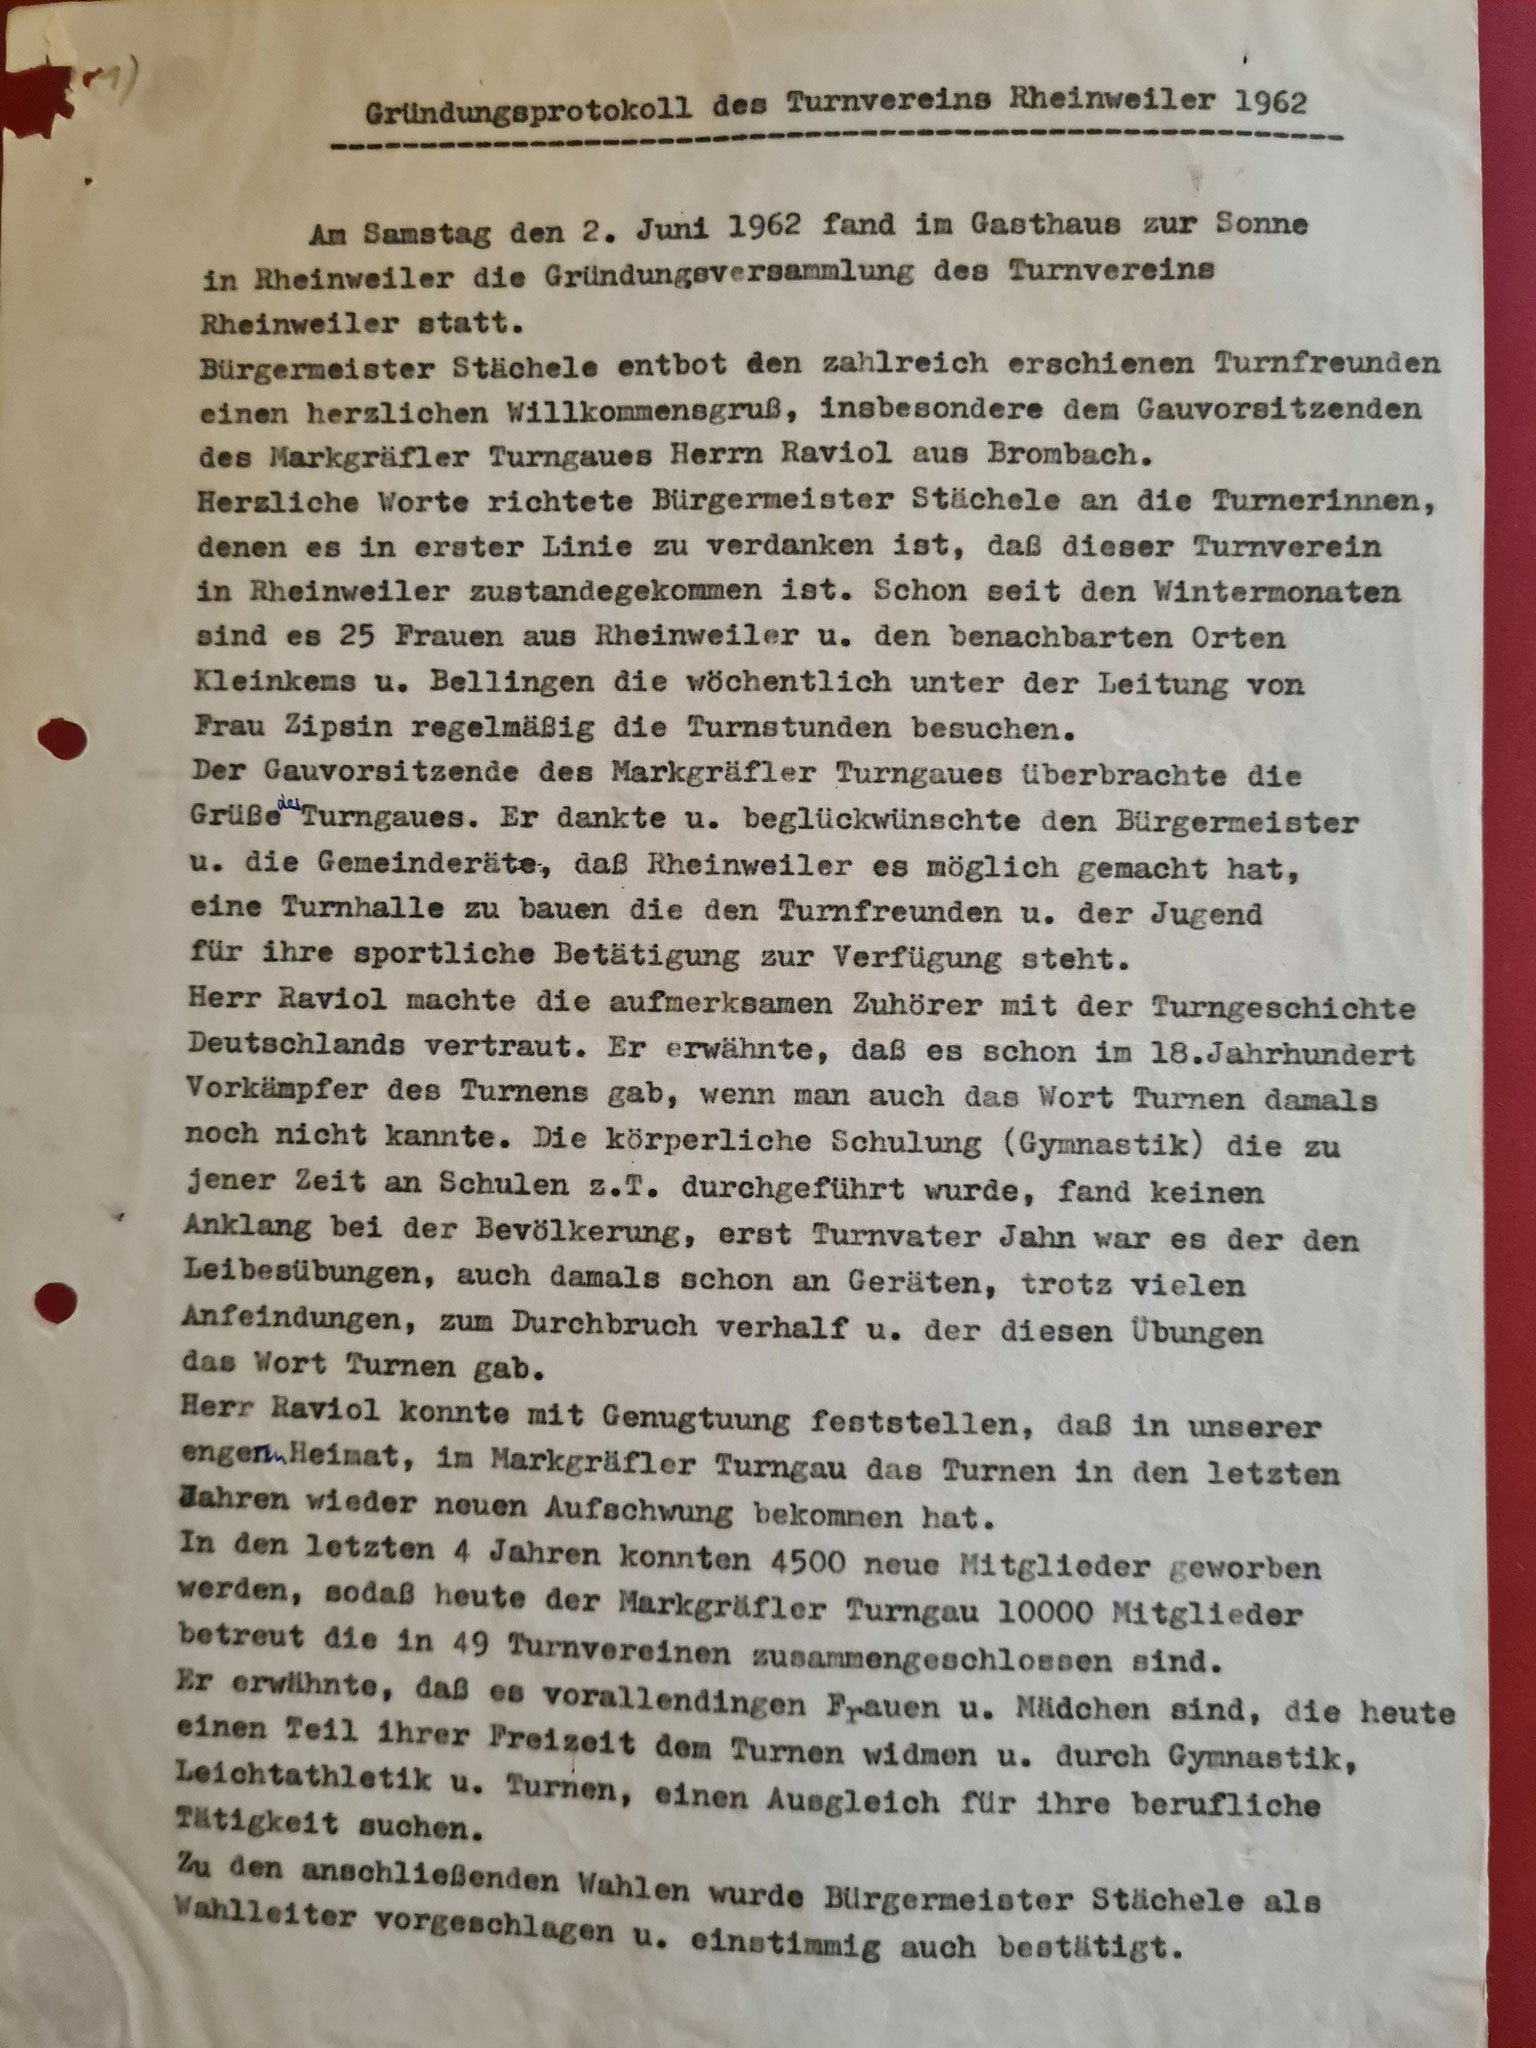 1)
Gründungsprotokoll des Turnvereins Rheinweiler 1962
Am Samstag den 2. Juni 1962 fand im Gasthaus zur Sonne
in Rheinweiler die Gründungsversammlung des Turnvereins
Rheinweiler statt.
Bürgermeister Stächele entbot den zahlreich erschienen Turnfreunden
einen herzlichen Willkommensgruß, insbesondere dem Gauvorsitzenden
des Markgräfler Turngaues Herrn Raviol aus Brombach.
Herzliche Worte richtete Bürgermeister Stächele an die Turnerinnen,
denen es in erster Linie zu verdanken ist, daß dieser Turnverein
in Rheinweiler zustandegekommen ist. Schon seit den Wintermonaten
sind es 25 Frauen aus Rheinweiler u. den benachbarten Orten
Kleinkems u. Bellingen die wöchentlich unter der Leitung von
Frau Zipsin regelmäßig die Turnstunden besuchen.
Der Gauvorsitzende des Markgräfler Turngaues überbrachte die
Grüße des Turngaues. Er dankte u. beglückwünschte den Bürgermeister
u. die Gemeinderäte, daß Rheinweiler es möglich gemacht hat,
eine Turnhalle zu bauen die den Turnfreunden u. der Jugend
für ihre sportliche Betätigung zur Verfügung steht.
Herr Raviol machte die aufmerksamen Zuhörer mit der Turngeschichte
Deutschlands vertraut. Er erwähnte, daß es schon im 18.Jahrhundert
Vorkämpfer des Turnens gab, wenn man auch das Wort Turnen damals
noch nicht kannte. Die körperliche Schulung (Gymnastik) die zu
jener Zeit an Schulen z.T. durchgeführt wurde, fand keinen
Anklang bei der Bevölkerung, erst Turnvater Jahn war es der den
Leibesübungen, auch damals schon an Geräten, trotz vielen
Anfeindungen, zum Durchbruch verhalf u. der diesen Übungen
das Wort Turnen gab.
Herr Raviol konnte mit Genugtuung feststellen, daß in unserer
engern Heimat, im Markgräfler Turngau das Turnen in den letzten
Jahren wieder neuen Aufschwung bekommen hat.
In den letzten 4 Jahren konnten 4500 neue Mitglieder geworben
werden, sodaß heute der Markgräfler Turngau 10000 Mitglieder
betreut die in 49 Turnvereinen zusammengeschlossen sind.
Er erwähnte, daß es vorallendingen Frauen u. Mädchen sind, die heute
einen Teil ihrer Freizeit dem Turnen widmen u. durch Gymnastik,
Leichtathletik u. Turnen, einen Ausgleich für ihre berufliche
Tätigkeit suchen.
Zu den anschließenden Wahlen wurde Bürgermeister Stächele als
Wahlleiter vorgeschlagen u. einstimmig auch bestätigt.